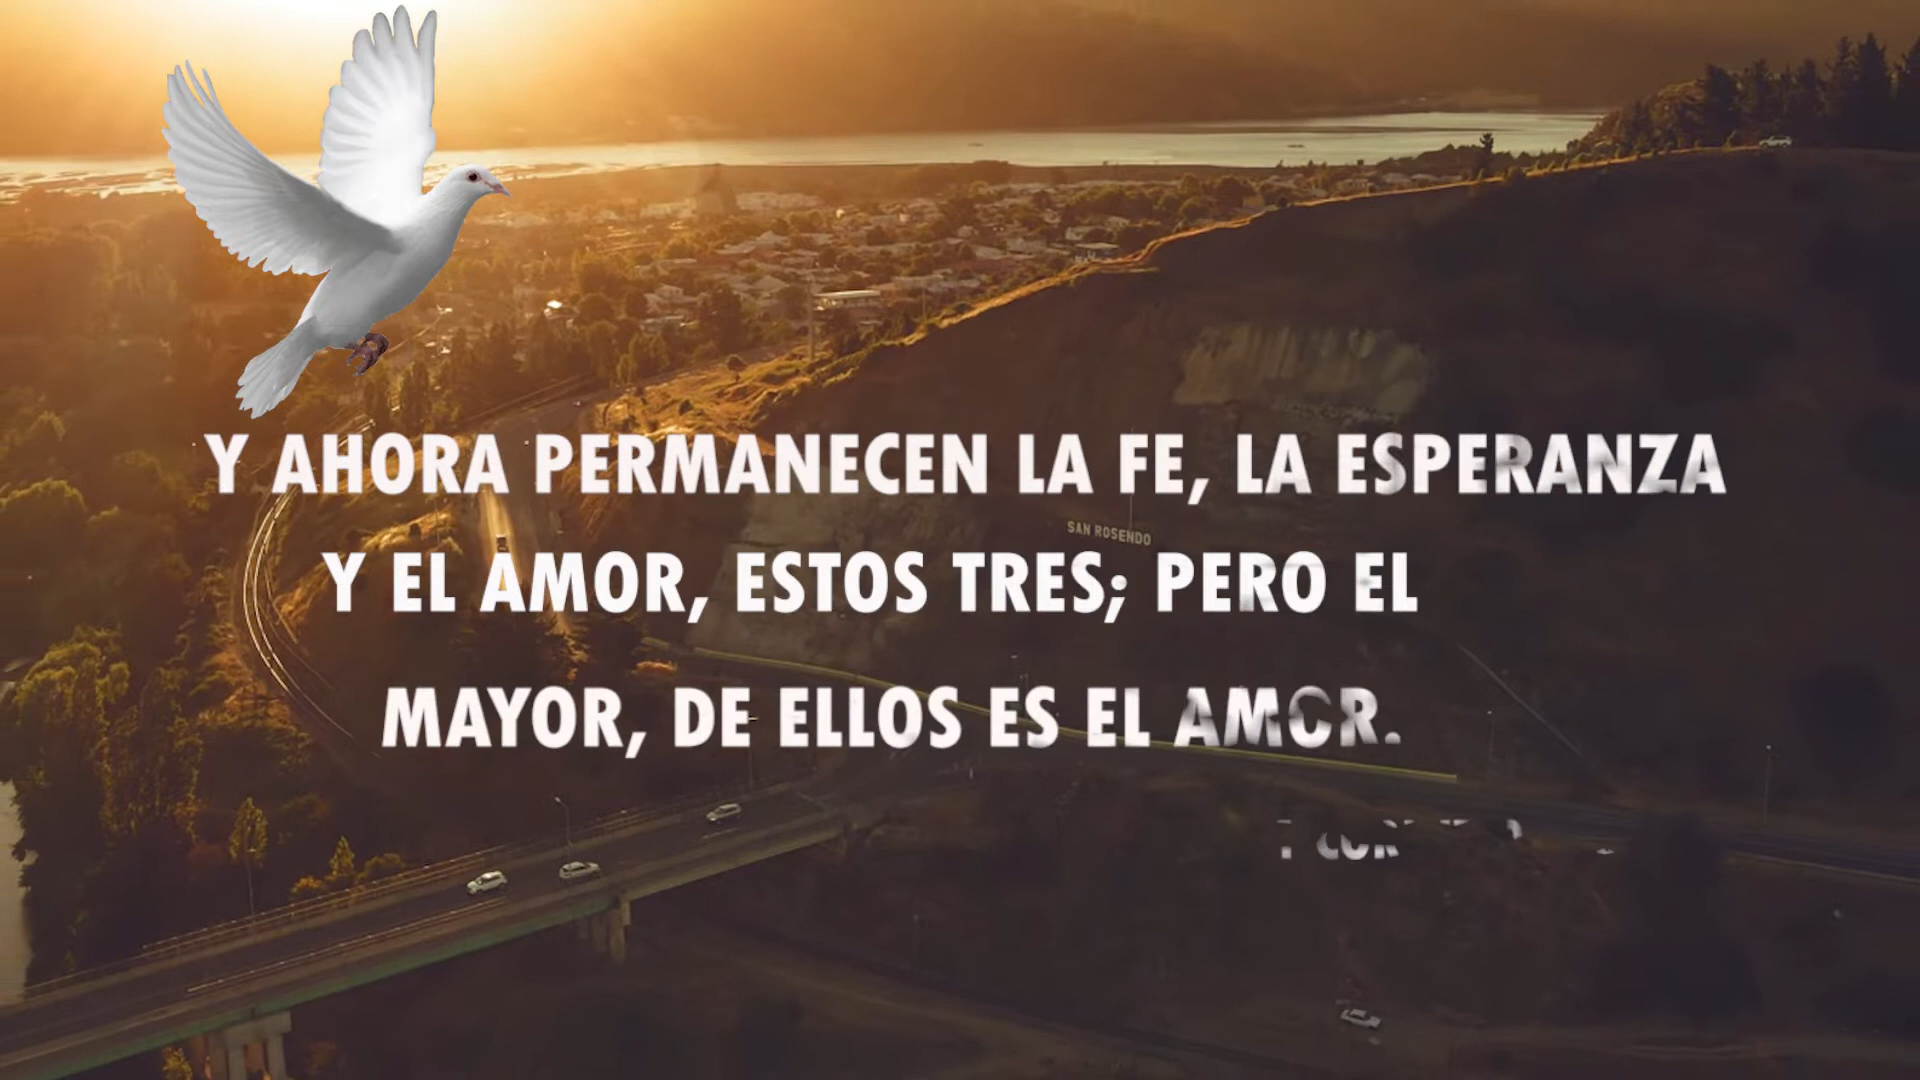 Y AHORA PERMANECEN LA FE, LA ESPERANZA
SAN ROSENDO
Y EL AMOR, ESTOS TRES; PERO EL
MAYOR, DE ELLOS ES EL AMOR.